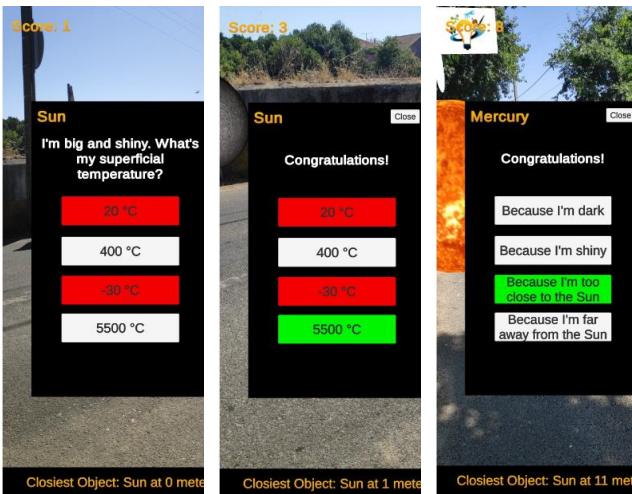 Score: 1
Sun
I'm big and shiny. What's
my superficial
temperature?
20 °C
400 °C
-30 °C
5500 °C
Closiest Object: Sun at 0 mete
Score: 3
Sun
Close
Congratulations!
20 °C
400 °C
-30 °C
5500 °C
Closiest Object: Sun at 1 mete
Score: 8
Mercury
Close
Congratulations!
Because I'm dark
Because I'm shiny
Because I'm too
close to the Sun
Because I'm far
away from the Sun
Closiest Object: Sun at 11 met